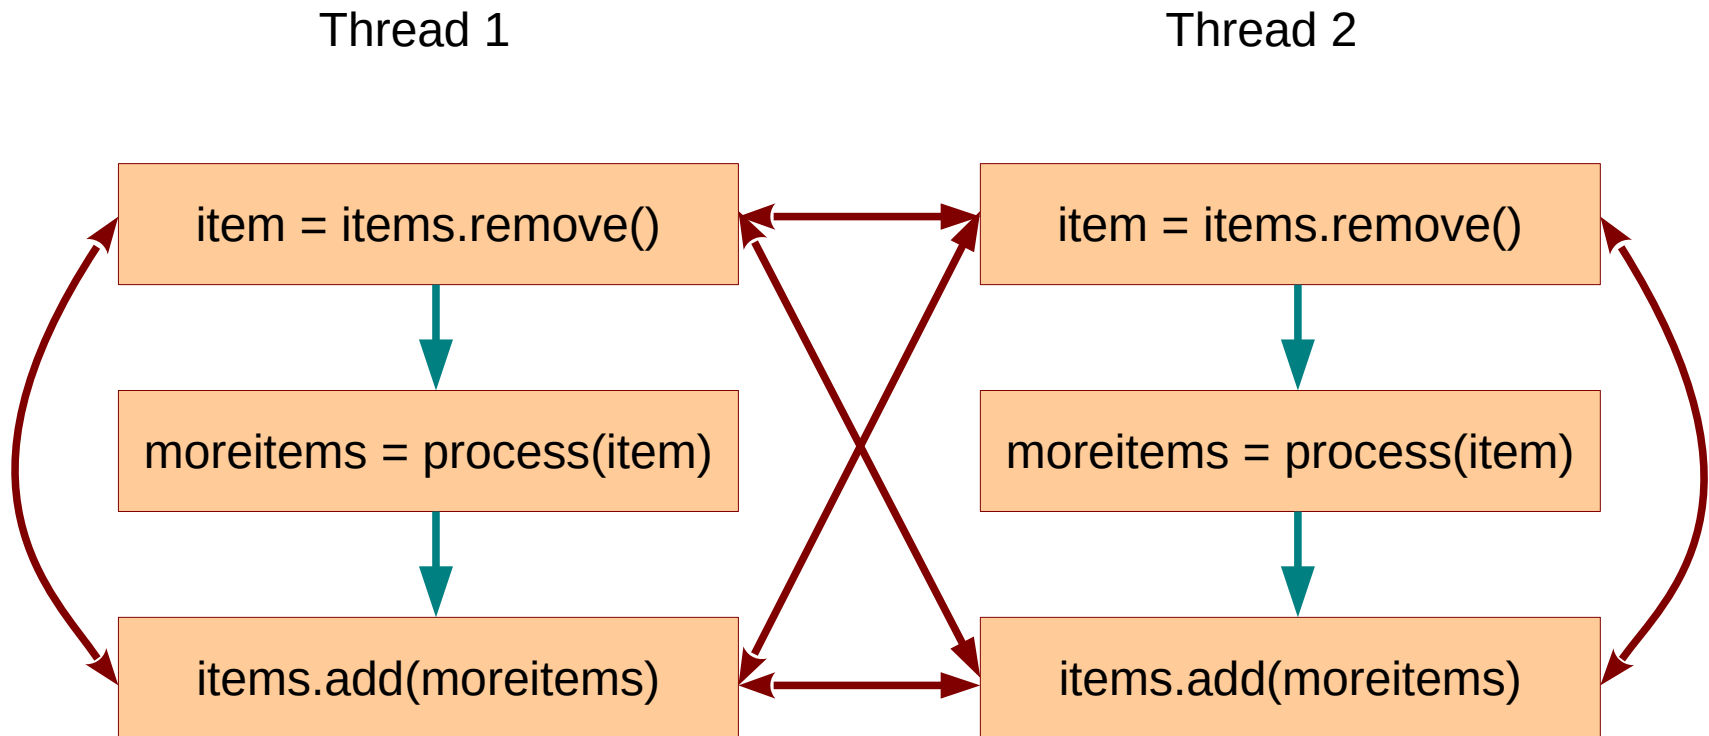 Thread 1
Thread 2
item = items.remove()
item = items.remove()
moreitems = process(item)
moreitems = process(item)
items.add(moreitems)
items.add(moreitems)